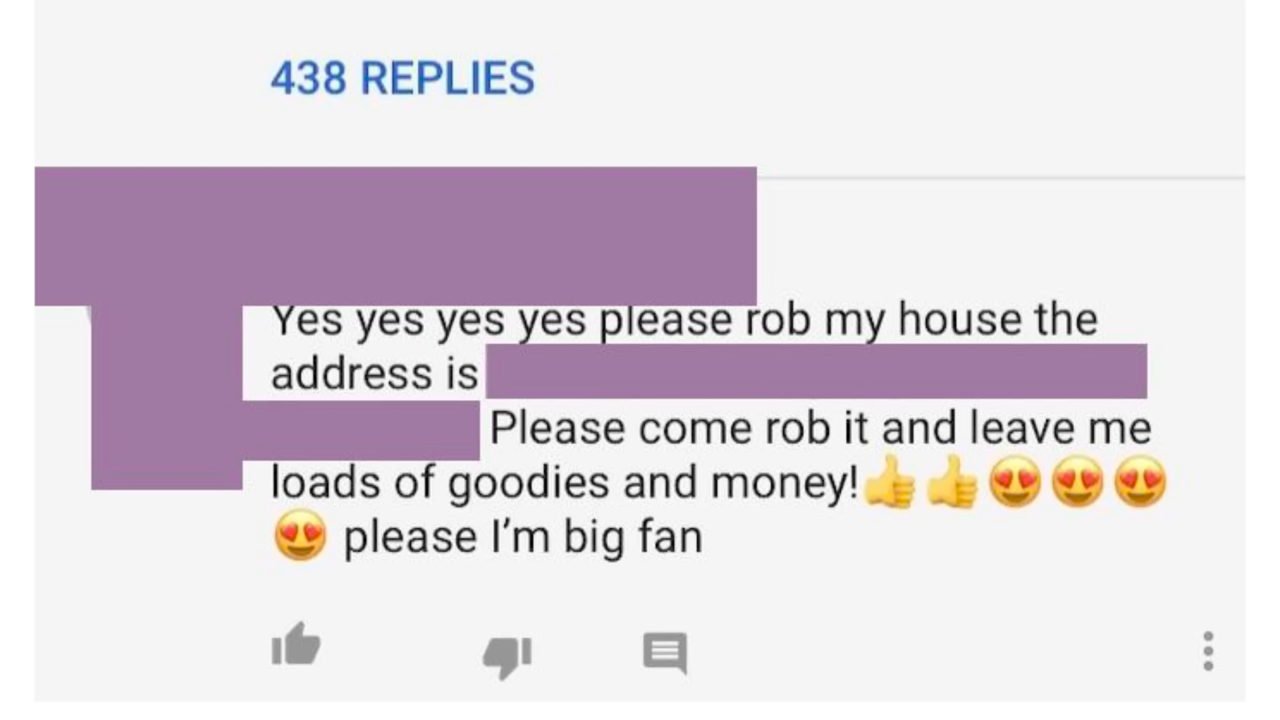 438 REPLIES
Yes yes yes yes please rob my house the
address is
Please come rob it and leave me
loads of goodies and money!👍👍😍😍😍
😍 please I'm big fan